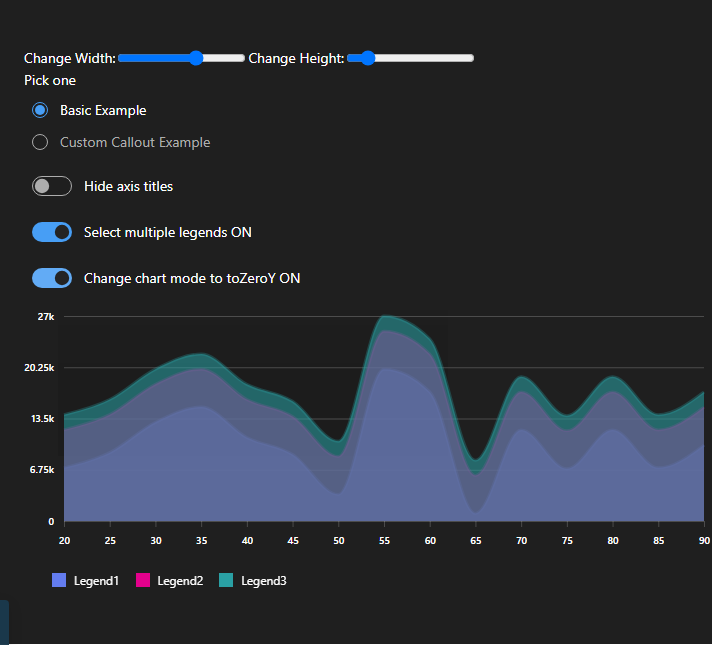 Change Width: Change Height:
Pick one
Basic Example
Custom Callout Example
Hide axis titles
Select multiple legends ON
Change chart mode to toZeroY ON
27k
20.25k
13.5k
6.75k
0
20 25 30 35 40 45 50 55 60 65 70 75 80 85 90
Legend1 Legend2 Legend3